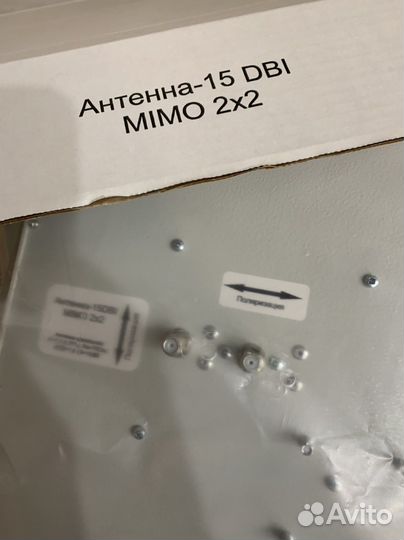 Антенна-15 DBI
MIMO 2x2
Поляризация
Антенна-15DBI
MIMO 2x2
Поляризация
Avito